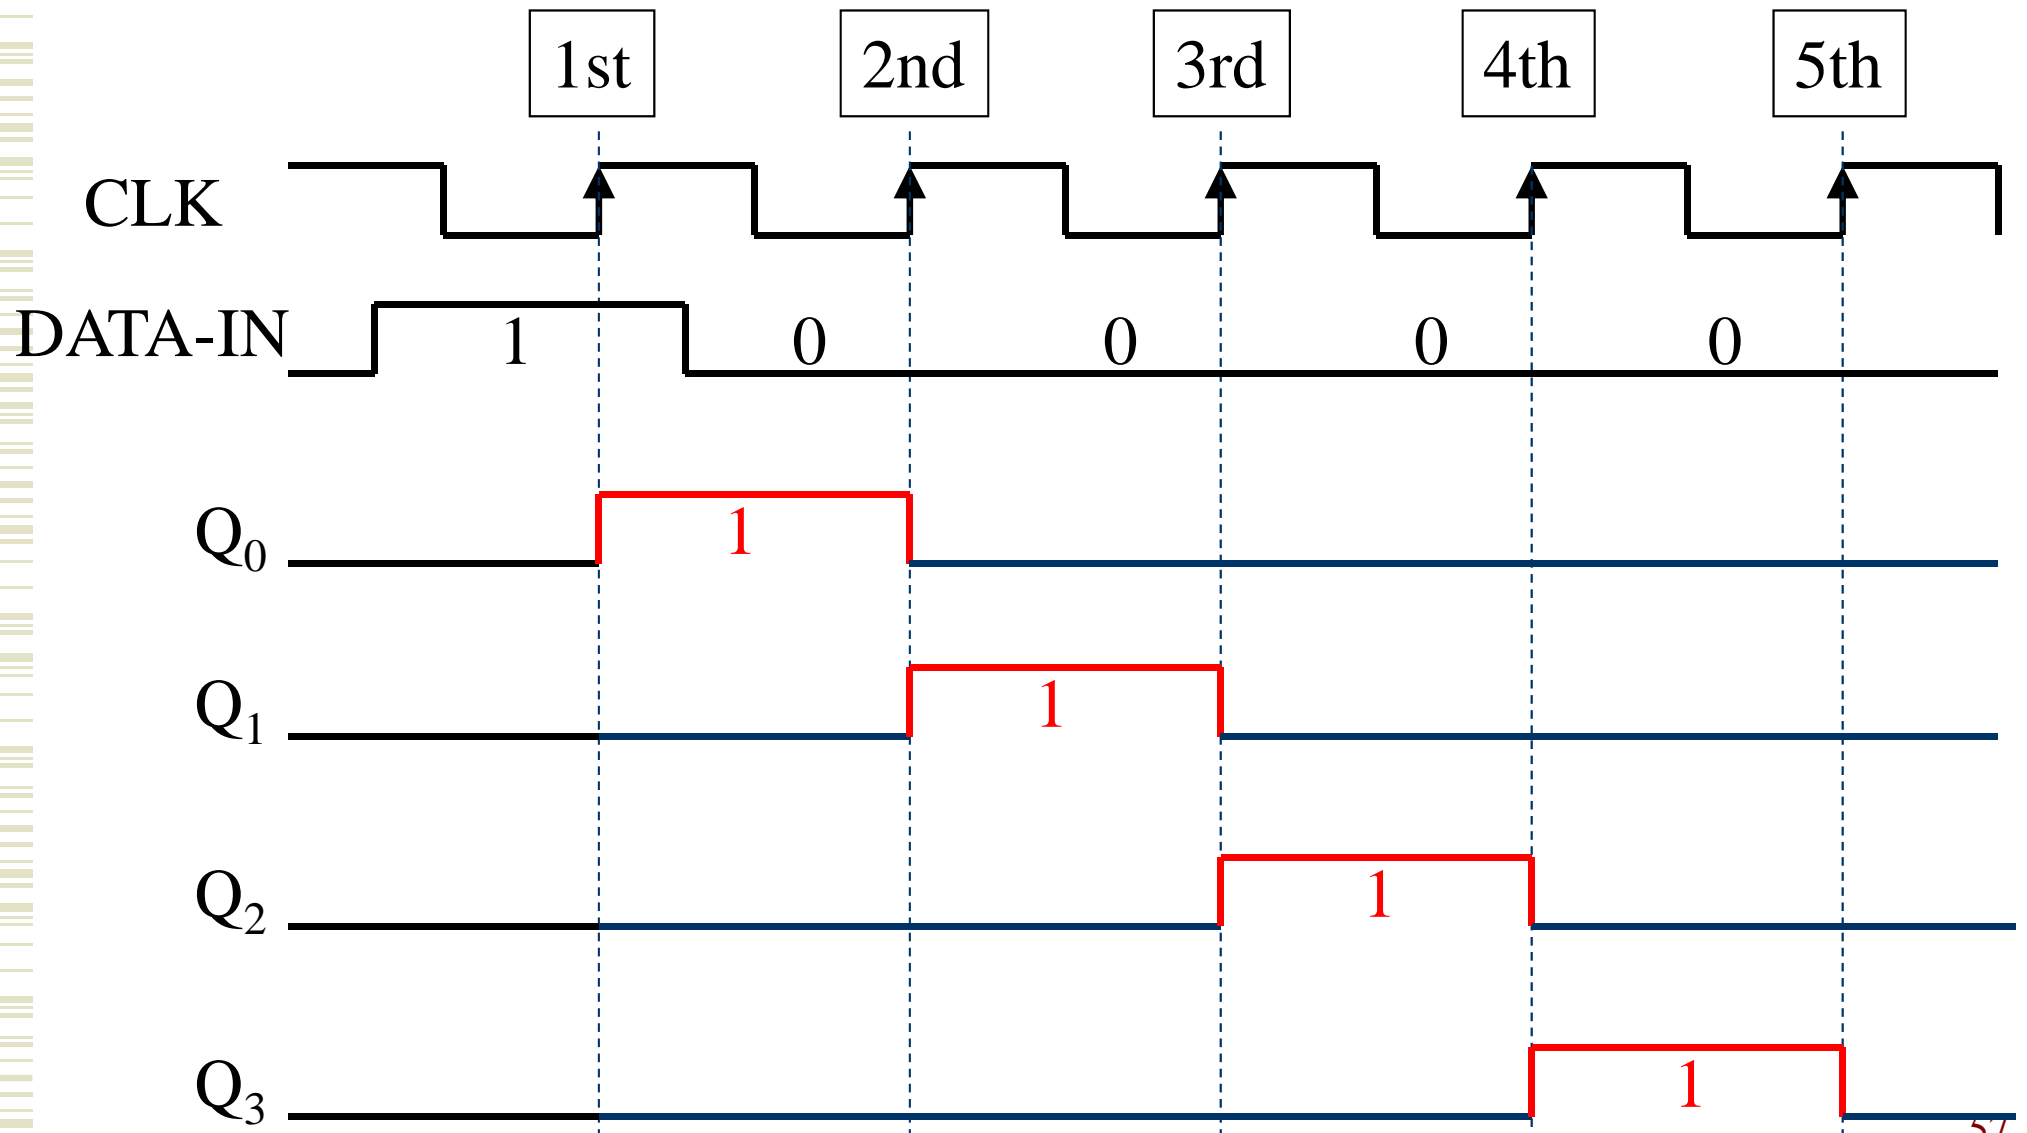 1st 2nd 3rd 4th 5th
CLK
DATA-IN 1 0 0 0 0
Q₀ 1
Q₁ 1
Q₂ 1
Q₃ 1
57